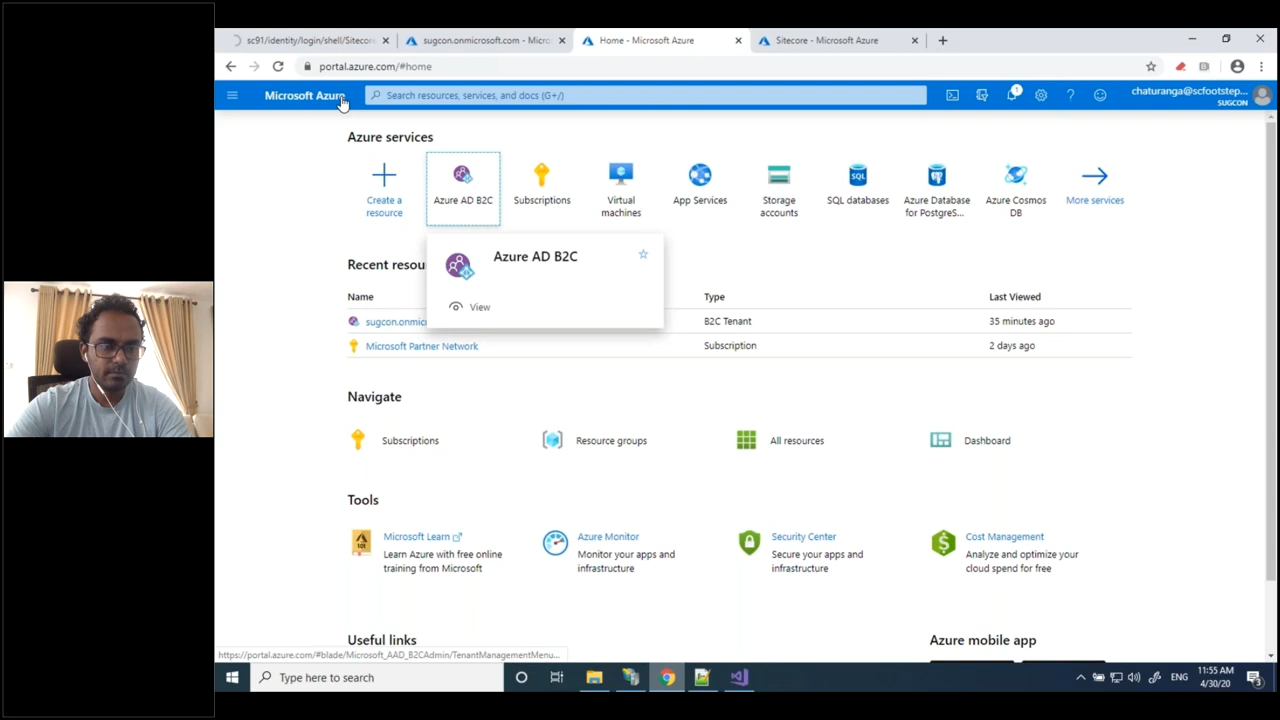 sc91/identity/login/shell/Sitecore
sugcon.onmicrosoft.com - Micros
Home - Microsoft Azure
Sitecore - Microsoft Azure
portal.azure.com/#home
Microsoft Azure
Search resources, services, and docs (G+/)
1
chaturanga@scfootstep...
SUGCON
Azure services
Create a resource
Azure AD B2C
Subscriptions
Virtual machines
App Services
Storage accounts
SQL
SQL databases
Azure Database for PostgreS...
Azure Cosmos DB
More services
Azure AD B2C
View
Recent resou
Name
Type
Last Viewed
sugcon.onmicr
B2C Tenant
35 minutes ago
Microsoft Partner Network
Subscription
2 days ago
Navigate
Subscriptions
Resource groups
All resources
Dashboard
Tools
Microsoft Learn
Learn Azure with free online training from Microsoft
Azure Monitor
Monitor your apps and infrastructure
Security Center
Secure your apps and infrastructure
Cost Management
Analyze and optimize your cloud spend for free
Useful links
Azure mobile app
https://portal.azure.com/#blade/Microsoft_AAD_B2CAdmin/TenantManagementMenu...
Type here to search
ENG
11:55 AM
4/30/20
3